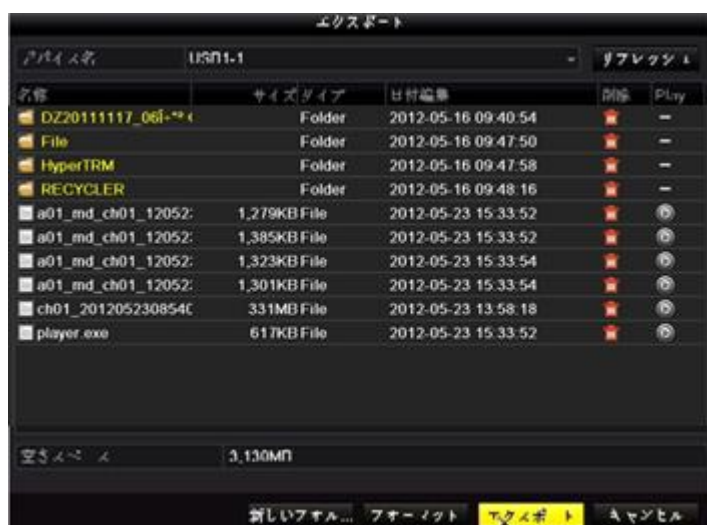 エクスポート
デバイス名 USB1-1 リフレッシュ
名称 サイズ タイプ 日付編集 削除 Play
DZ20111117_06 Folder 2012-05-16 09:40:54 –
File Folder 2012-05-16 09:47:50 –
HyperTRM Folder 2012-05-16 09:47:58 –
RECYCLER Folder 2012-05-16 09:48:16 –
a01_md_ch01_12052: 1,279KB File 2012-05-23 15:33:52
a01_md_ch01_12052: 1,385KB File 2012-05-23 15:33:52
a01_md_ch01_12052: 1,323KB File 2012-05-23 15:33:54
a01_md_ch01_12052: 1,301KB File 2012-05-23 15:33:54
ch01_201205230854C 331MB File 2012-05-23 13:58:18
player.exe 617KB File 2012-05-23 15:33:52
空きスペース 3,130MB
新しいフォル... フォーマット エクスポート キャンセル